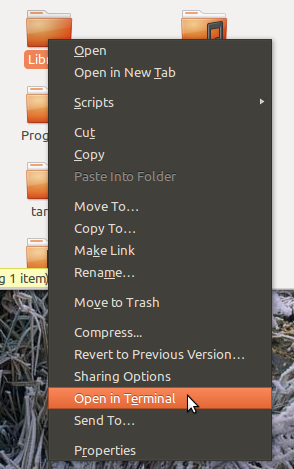 Libr
Open
Open in New Tab
Scripts
Prog
Cut
Copy
Paste Into Folder
tar
Move To...
Copy To...
Make Link
g 1 item)
Rename...
Move to Trash
Compress...
Revert to Previous Version...
Sharing Options
Open in Terminal
Send To...
Properties